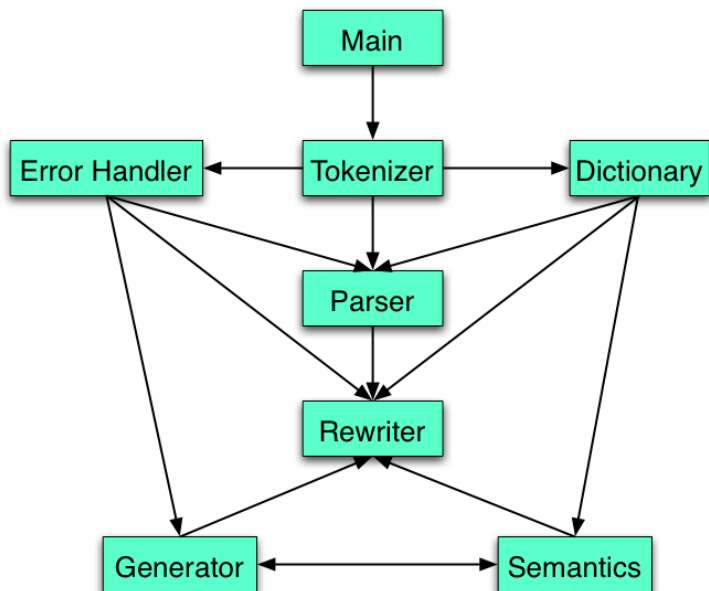 Main
Error Handler
Tokenizer
Dictionary
Parser
Rewriter
Generator
Semantics